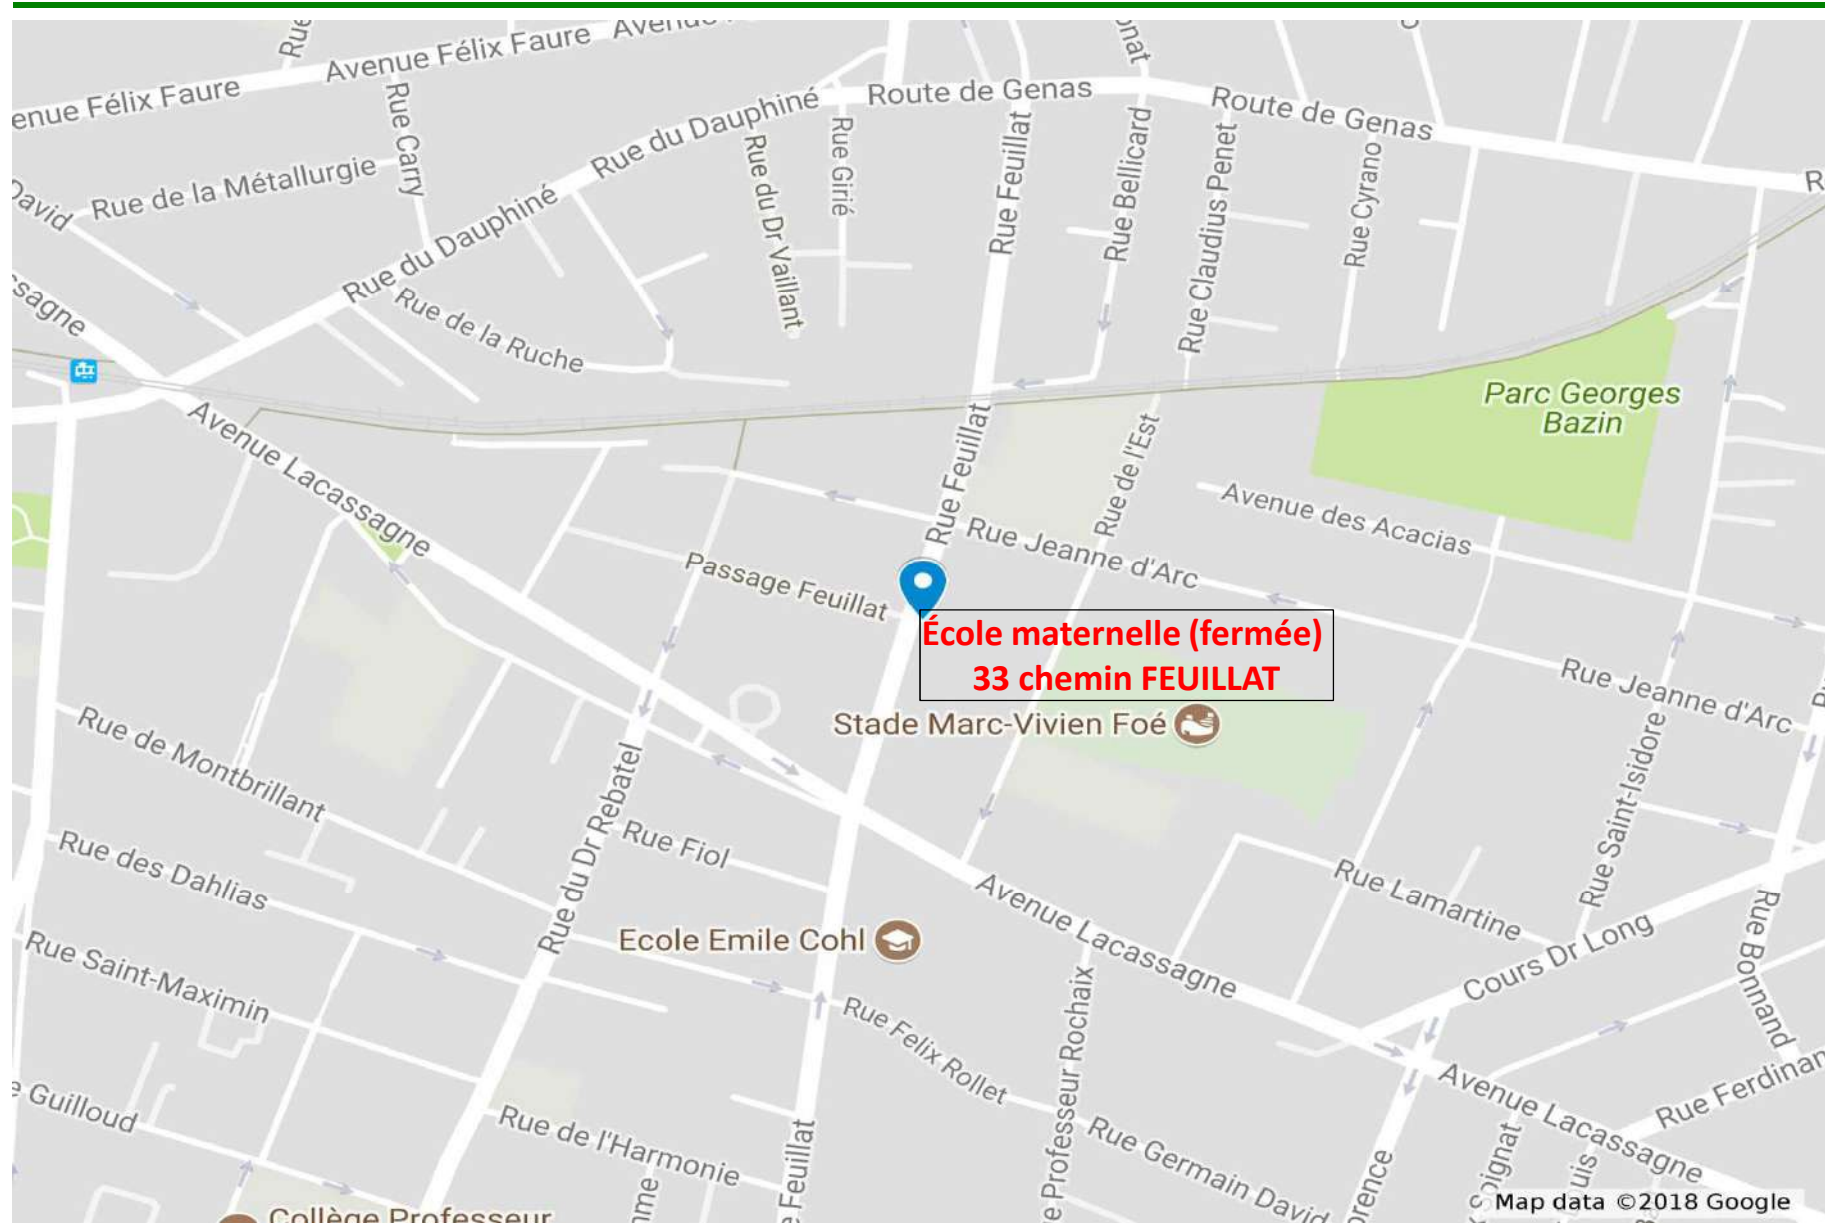 Avenue Félix Faure
Rue Carry
Rue de la Métallurgie
Rue du Dauphiné
Rue du Dauphiné
Route de Genas
Route de Genas
Rue Girié
Rue du Dr Vaillant
Rue Feuillat
Rue Bellicard
Rue Claudius Penet
Rue Cyrano
Rue de la Ruche
Parc Georges
Bazin
Avenue Lacassagne
Rue Feuillat
Rue de l'Est
Avenue des Acacias
Rue Jeanne d'Arc
Passage Feuillat
École maternelle (fermée)
33 chemin FEUILLAT
Rue Jeanne d'Arc
Stade Marc-Vivien Foé
Rue de Montbrillant
Rue du Dr Rebatel
Rue Fiol
Rue des Dahlias
Rue Saint-Isidore
Rue Lamartine
Avenue Lacassagne
Ecole Emile Cohl
Cours Dr Long
Rue Bonnand
Rue Saint-Maximin
Rue Felix Rollet
Professeur Rochaix
Avenue Lacassagne
Rue Ferdinan
Guilloud
Rue de l'Harmonie
Feuillat
Rue Germain David
Collège Professeur
Map data ©2018 Google